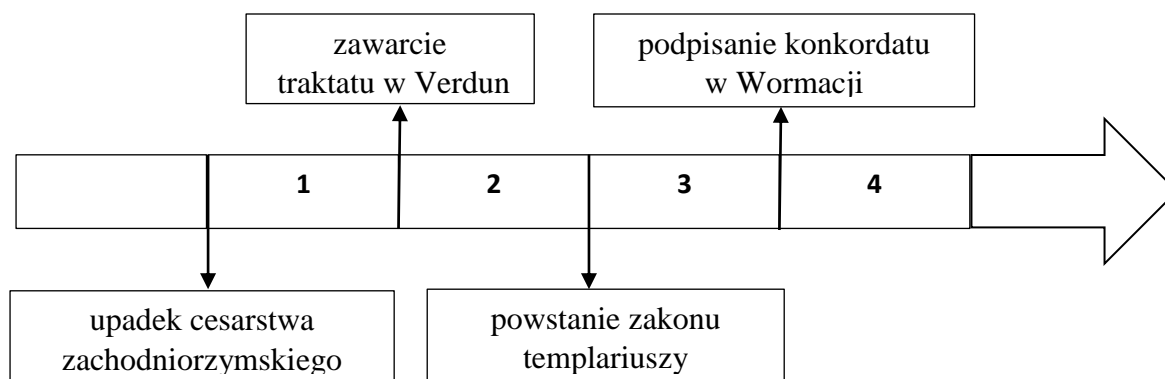 zawarcie
traktatu w Verdun
podpisanie konkordatu
w Wormacji
1
2
3
4
upadek cesarstwa
zachodniorzymskiego
powstanie zakonu
templariuszy